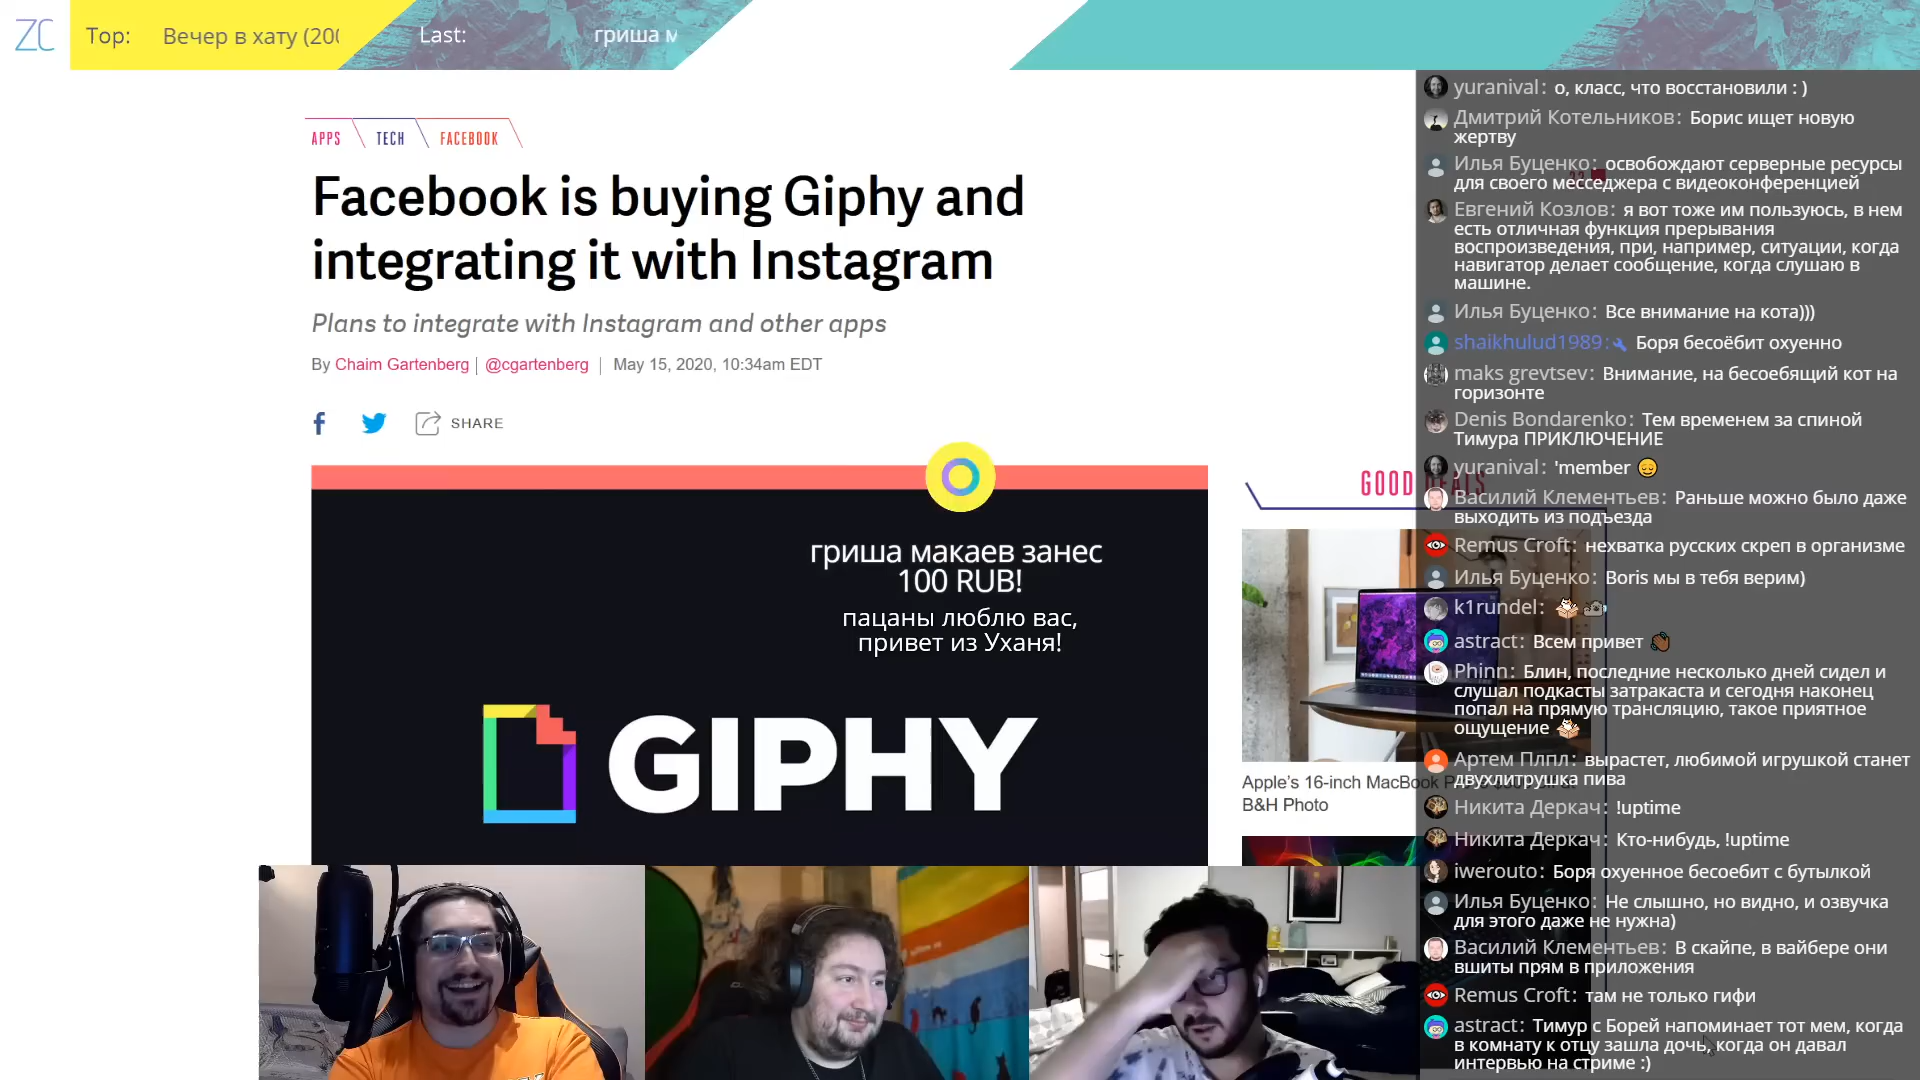 ZC
Top:
Вечер в хату (200
Last:
гриша м
APPS
TECH
FACEBOOK
Facebook is buying Giphy and
integrating it with Instagram
Plans to integrate with Instagram and other apps
By Chaim Gartenberg | @cgartenberg | May 15, 2020, 10:34am EDT
SHARE
гриша макаев занес
100 RUB!
пацаны люблю вас,
привет из Уханя!
GIPHY
GOOD DEALS
Apple's 16-inch MacBook
B&H Photo
yuranival: о, класс, что восстановили : )
Дмитрий Котельников: Борис ищет новую
жертву
Илья Буценко: освобождают серверные ресурсы
для своего месседжера с видеоконференцией
Евгений Козлов: я вот тоже им пользуюсь, в нем
есть отличная функция прерывания
воспроизведения, при, например, ситуации, когда
навигатор делает сообщение, когда слушаю в
машине.
Илья Буценко: Все внимание на кота)))
shaikhulud1989: Боря бесоёбит охуенно
maks grevtsev: Внимание, на бесоебящий кот на
горизонте
Denis Bondarenko: Тем временем за спиной
Тимура ПРИКЛЮЧЕНИЕ
yuranival: 'member 😌
Василий Клементьев: Раньше можно было даже
выходить из подъезда
Remus Croft: нехватка русских скреп в организме
Илья Буценко: Boris мы в тебя верим)
k1rundel:
astract: Всем привет
Phinn: Блин, последние несколько дней сидел и
слушал подкасты затракаста и сегодня наконец
попал на прямую трансляцию, такое приятное
ощущение
Артем Плпл: вырастет, любимой игрушкой станет
двухлитрушка пива
Никита Деркач: !uptime
Никита Деркач: Кто-нибудь, !uptime
iwerouto: Боря охуенное бесоебит с бутылкой
Илья Буценко: Не слышно, но видно, и озвучка
для этого даже не нужна)
Василий Клементьев: В скайпе, в вайбере они
вшиты прям в приложения
Remus Croft: там не только гифи
astract: Тимур с Борей напоминает тот мем, когда
в комнату к отцу зашла дочь, когда он давал
интервью на стриме :)